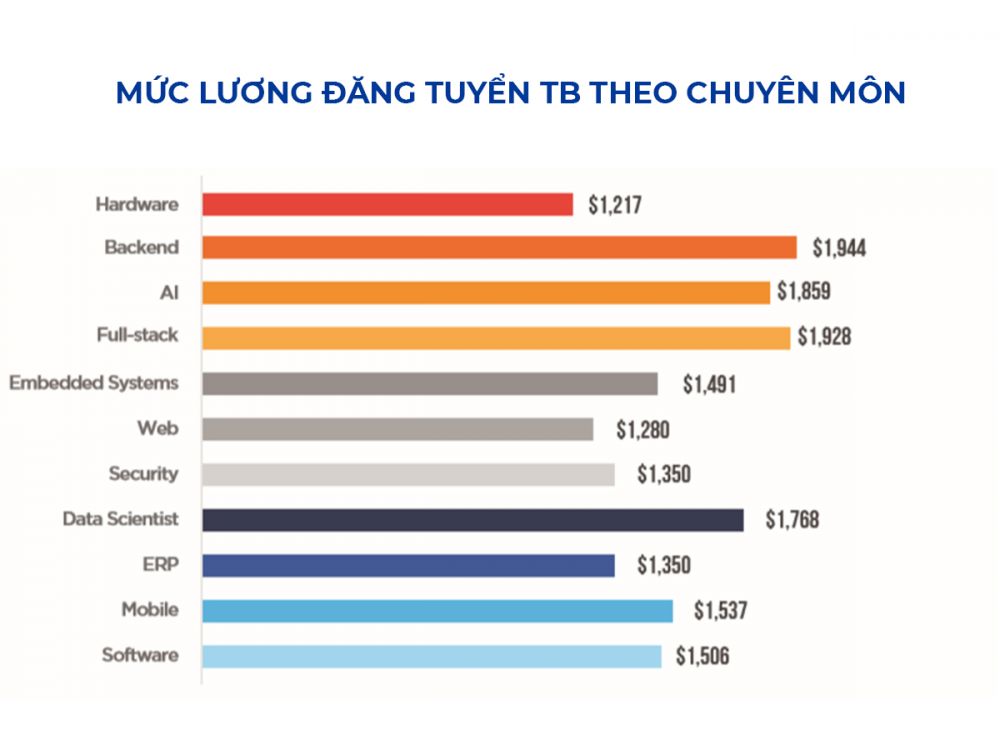 MỨC LƯƠNG ĐĂNG TUYỂN TB THEO CHUYÊN MÔN
Hardware $1,217
Backend $1,944
AI $1,859
Full-stack $1,928
Embedded Systems $1,491
Web $1,280
Security $1,350
Data Scientist $1,768
ERP $1,350
Mobile $1,537
Software $1,506